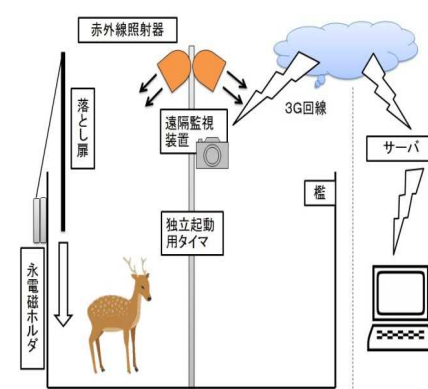 赤外線照射器
落とし扉
遠隔監視
装置
3G回線
サーバ
檻
独立起動
用タイマ
永電磁ホルダ